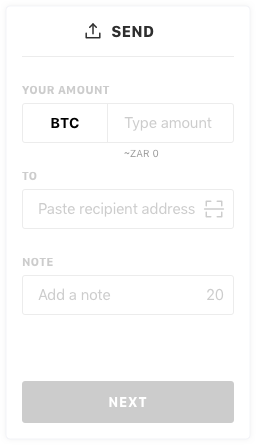 SEND
YOUR AMOUNT
BTC Type amount
~ZAR 0
TO
Paste recipient address
NOTE
Add a note 20
NEXT